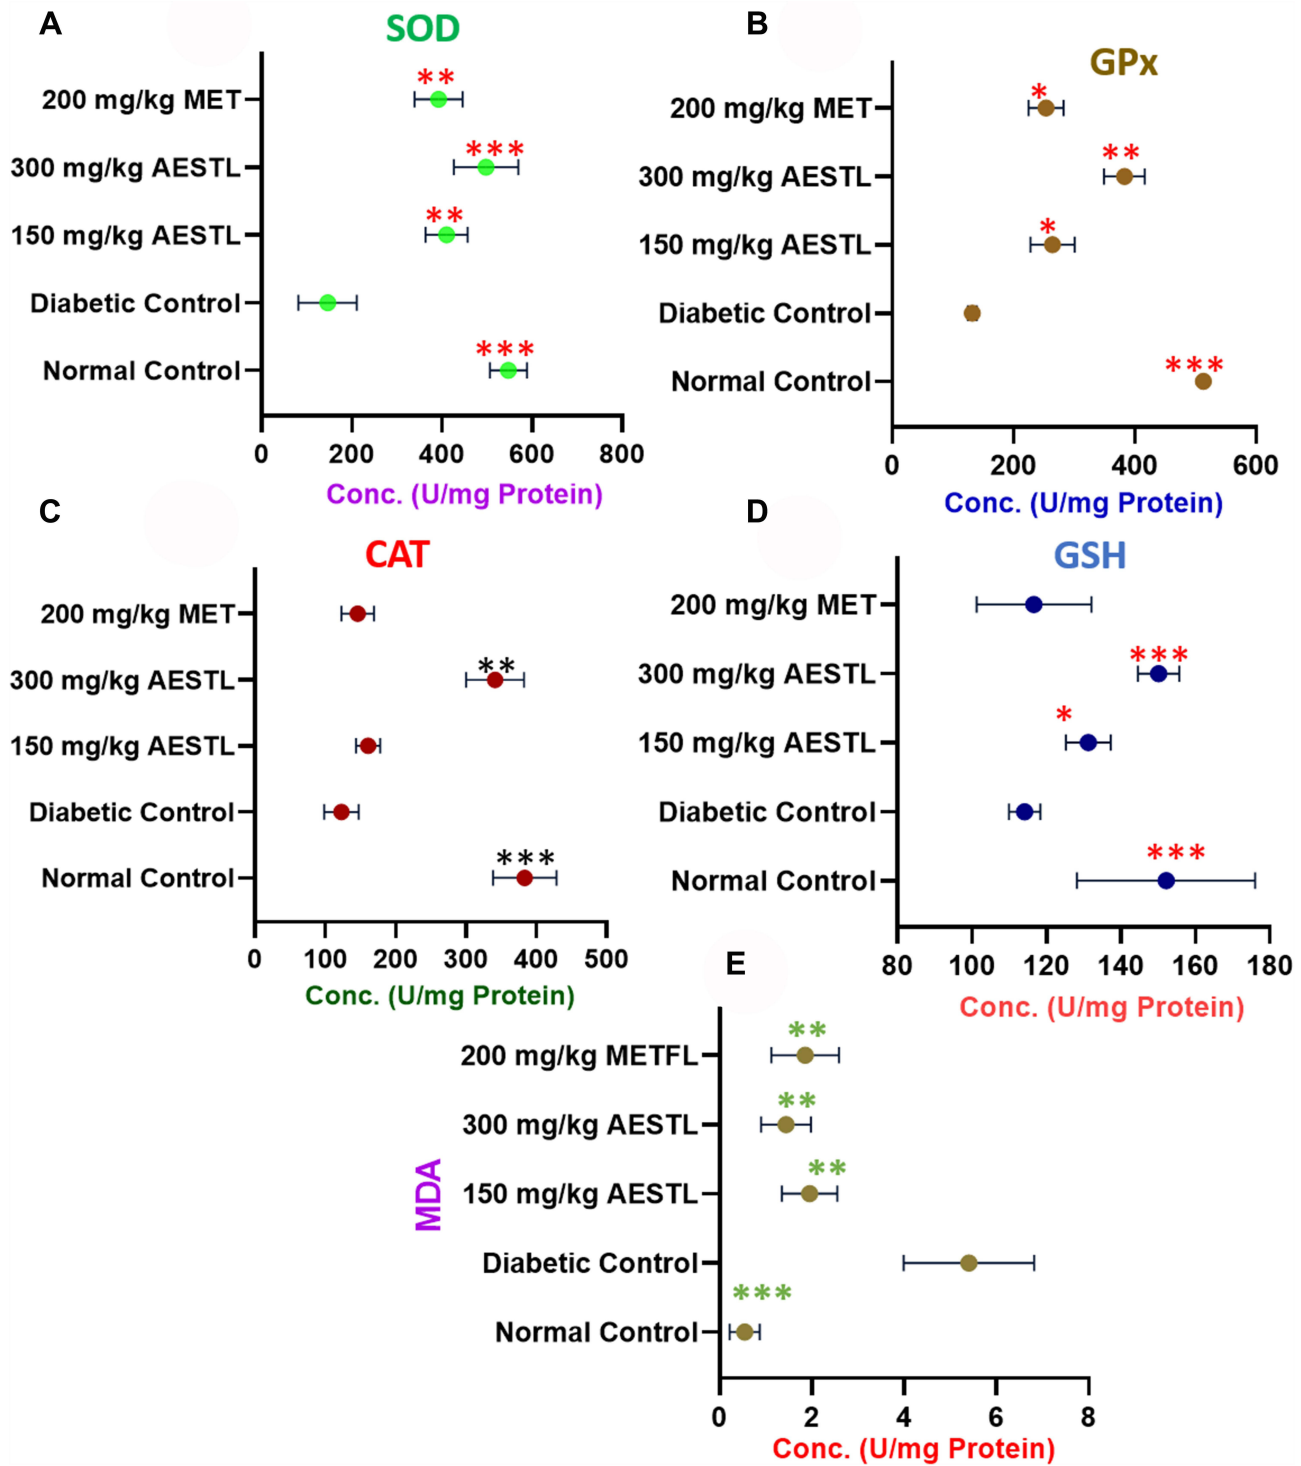 A
SOD
200 mg/kg MET
**
300 mg/kg AESTL
***
150 mg/kg AESTL
**
Diabetic Control
Normal Control
***
0 200 400 600 800
Conc. (U/mg Protein)
B
GPx
200 mg/kg MET
*
300 mg/kg AESTL
**
150 mg/kg AESTL
*
Diabetic Control
Normal Control
***
0 200 400 600
Conc. (U/mg Protein)
C
CAT
200 mg/kg MET
300 mg/kg AESTL
**
150 mg/kg AESTL
Diabetic Control
Normal Control
***
0 100 200 300 400 500
Conc. (U/mg Protein)
D
GSH
200 mg/kg MET
300 mg/kg AESTL
***
150 mg/kg AESTL
*
Diabetic Control
Normal Control
***
80 100 120 140 160 180
Conc. (U/mg Protein)
E
MDA
200 mg/kg METFL
**
300 mg/kg AESTL
**
150 mg/kg AESTL
**
Diabetic Control
Normal Control
***
0 2 4 6 8
Conc. (U/mg Protein)